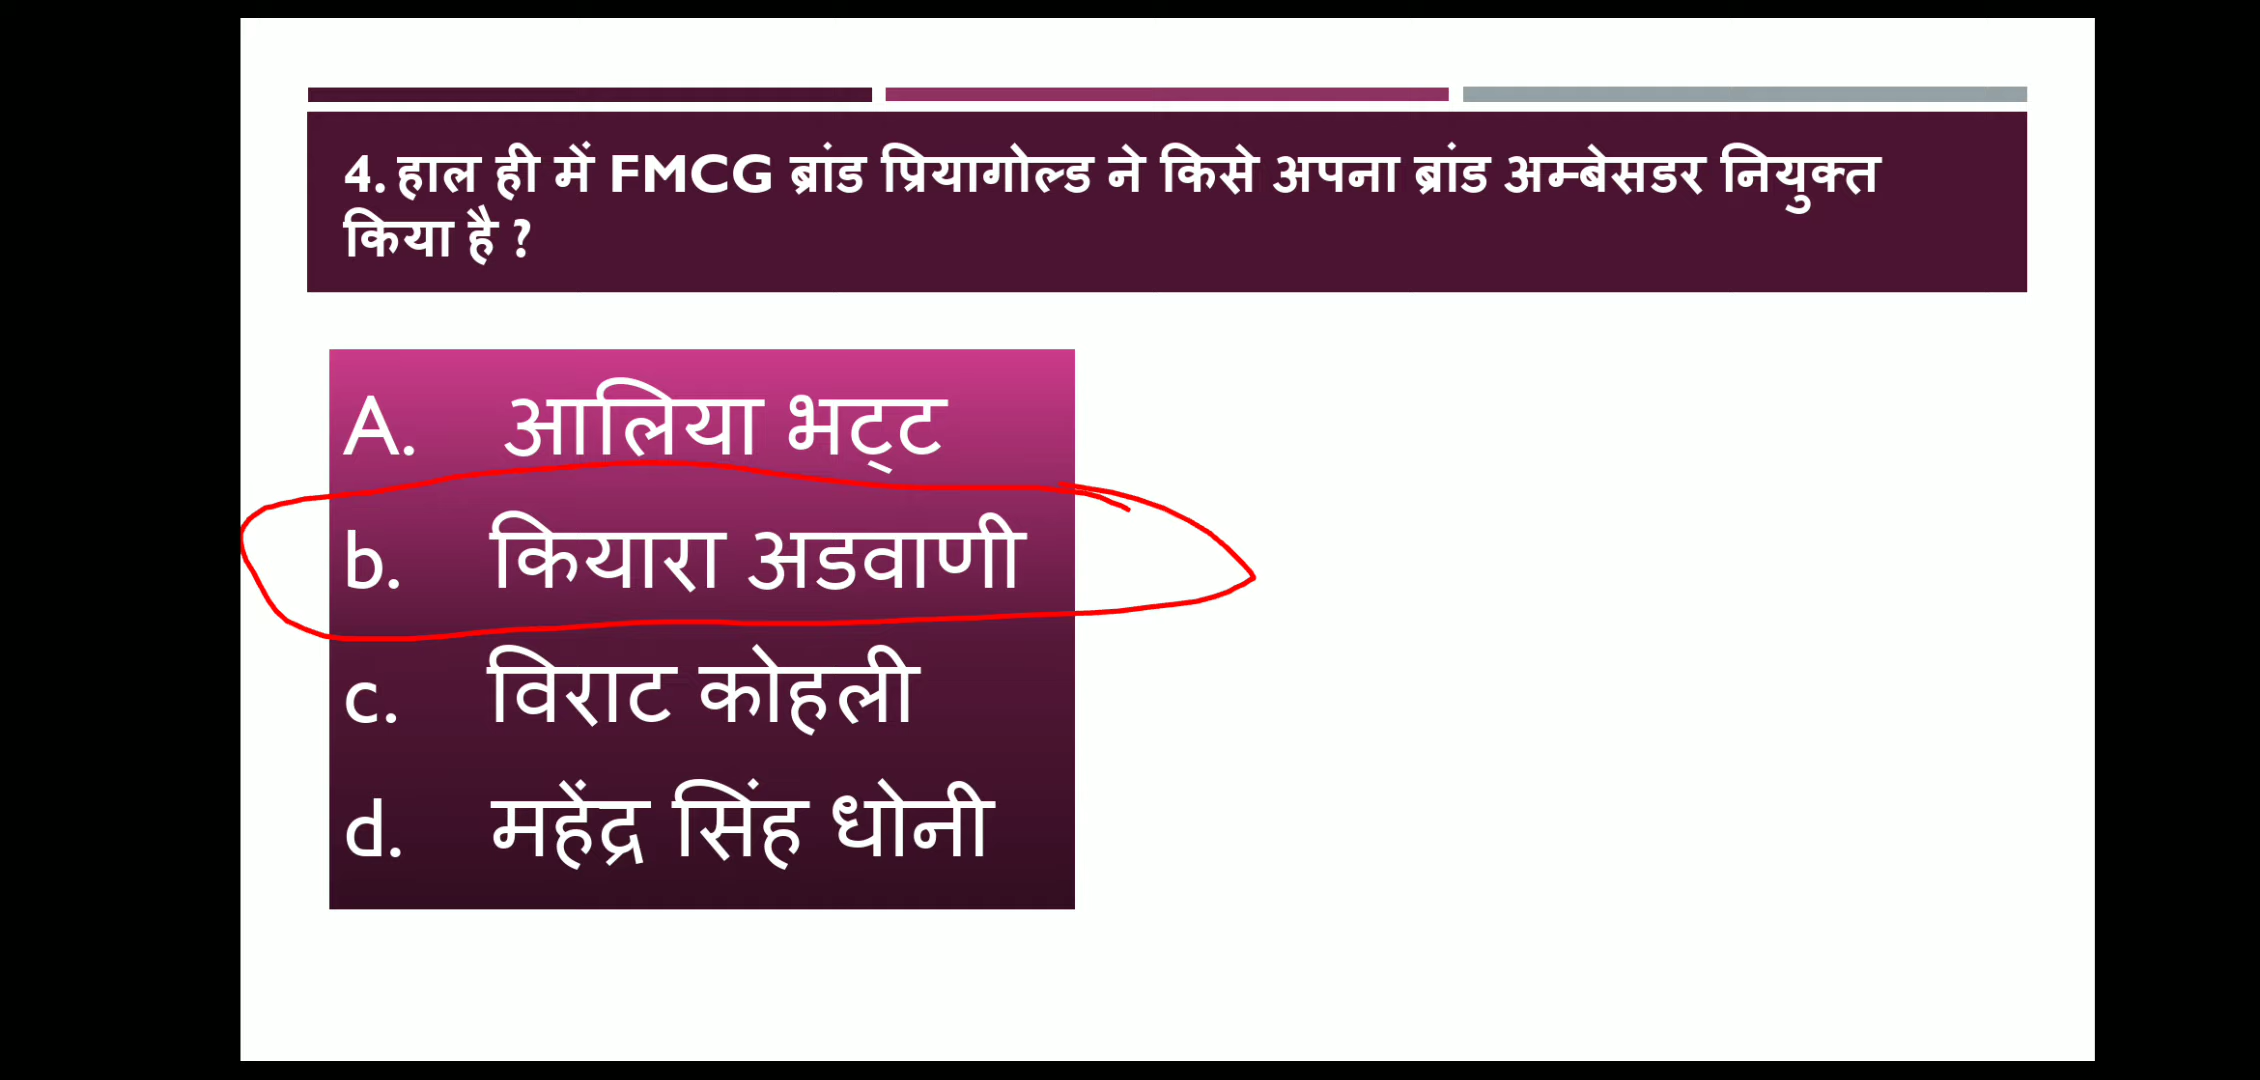 4. हाल ही में FMCG ब्रांड प्रियागोल्ड ने किसे अपना ब्रांड अम्बेसडर नियुक्त
किया है ?
A. आलिया भट्ट
b. कियारा अडवाणी
c. विराट कोहली
d. महेंद्र सिंह धोनी